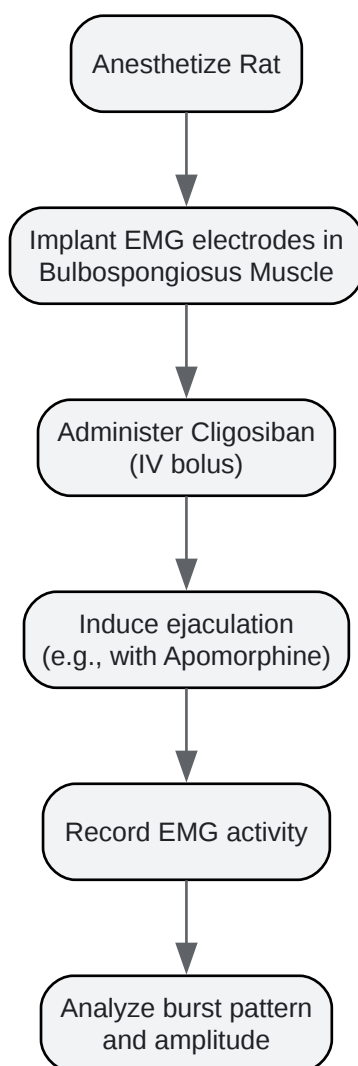 Anesthetize Rat
Implant EMG electrodes in
Bulbospongiosus Muscle
Administer Cligosiban
(IV bolus)
Induce ejaculation
(e.g., with Apomorphine)
Record EMG activity
Analyze burst pattern
and amplitude